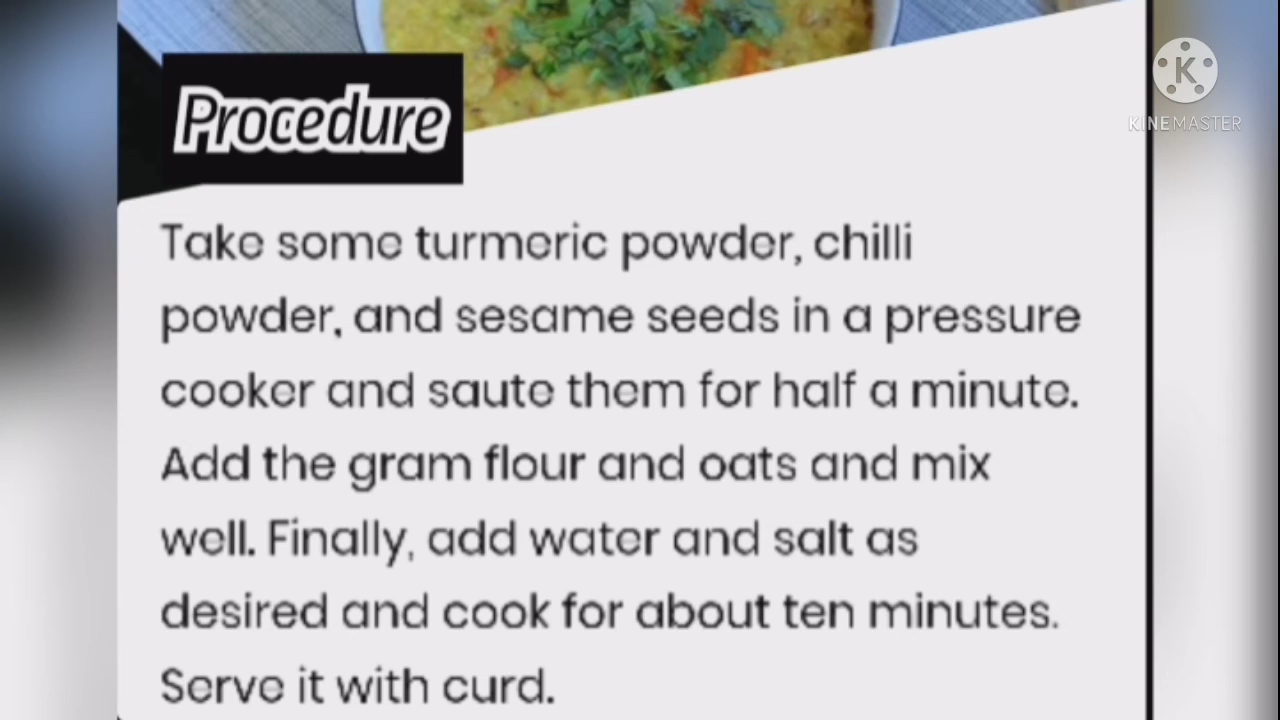 Procedure
KINEMASTER
Take some turmeric powder, chilli
powder, and sesame seeds in a pressure
cooker and saute them for half a minute.
Add the gram flour and oats and mix
well. Finally, add water and salt as
desired and cook for about ten minutes.
Serve it with curd.